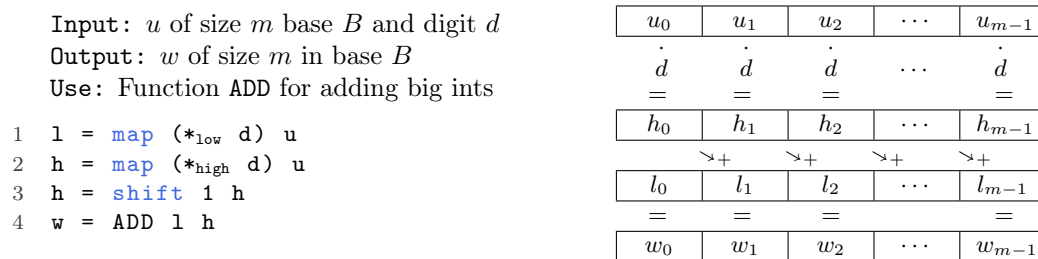 Input: u of size m base B and digit d
Output: w of size m in base B
Use: Function ADD for adding big ints
1 l = map (*low d) u
2 h = map (*high d) u
3 h = shift 1 h
4 w = ADD l h
u₀ u₁ u₂ ⋯ uₘ₋₁
· · · ·
d d d ⋯ d
= = = =
h₀ h₁ h₂ ⋯ hₘ₋₁
↘+ ↘+ ↘+ ↘+
l₀ l₁ l₂ ⋯ lₘ₋₁
= = = =
w₀ w₁ w₂ ⋯ wₘ₋₁